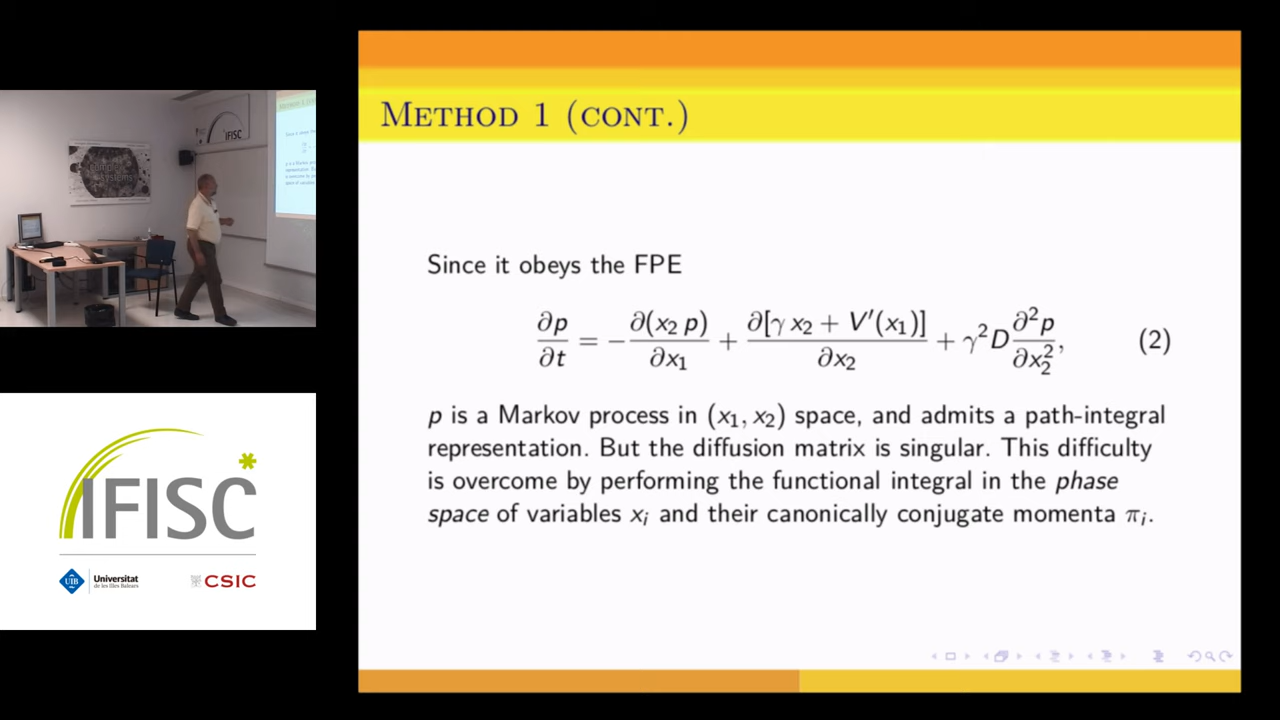 METHOD 1 (CONT.)
Since it obeys the FPE
∂p/∂t = −∂(x₂ p)/∂x₁ + ∂[γ x₂ + V′(x₁)]/∂x₂ + γ²D ∂²p/∂x₂², (2)
p is a Markov process in (x₁, x₂) space, and admits a path-integral
representation. But the diffusion matrix is singular. This difficulty
is overcome by performing the functional integral in the phase
space of variables xᵢ and their canonically conjugate momenta πᵢ.
IFISC
IFISC
UIB
Universitat
de les Illes Balears
CSIC